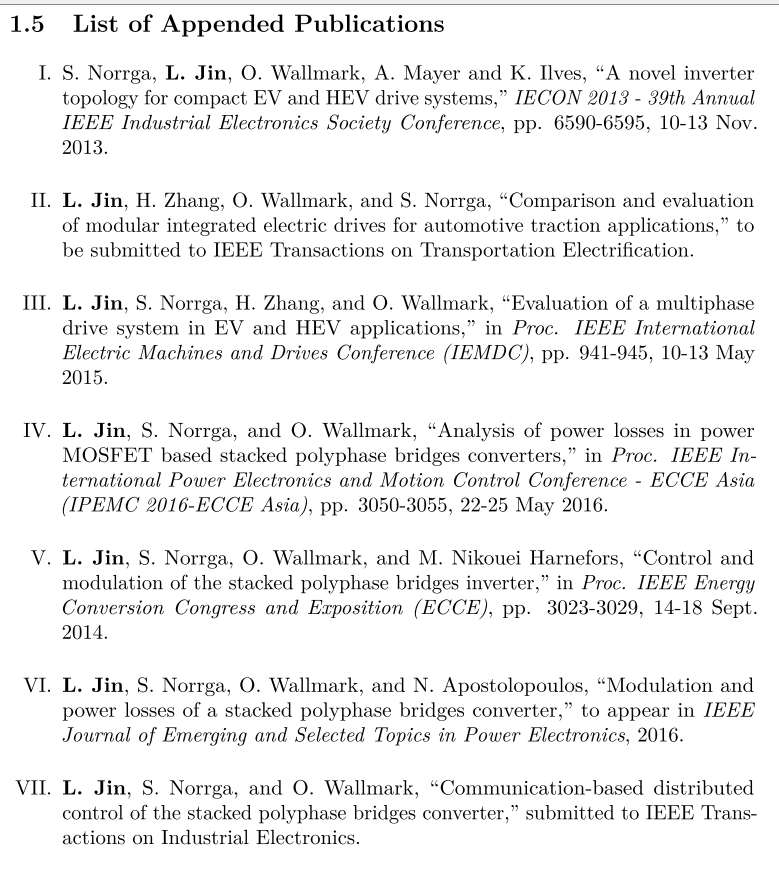 1.5 List of Appended Publications
I. S. Norrga, L. Jin, O. Wallmark, A. Mayer and K. Ilves, “A novel inverter
topology for compact EV and HEV drive systems,” IECON 2013 - 39th Annual
IEEE Industrial Electronics Society Conference, pp. 6590-6595, 10-13 Nov.
2013.
II. L. Jin, H. Zhang, O. Wallmark, and S. Norrga, “Comparison and evaluation
of modular integrated electric drives for automotive traction applications,” to
be submitted to IEEE Transactions on Transportation Electrification.
III. L. Jin, S. Norrga, H. Zhang, and O. Wallmark, “Evaluation of a multiphase
drive system in EV and HEV applications,” in Proc. IEEE International
Electric Machines and Drives Conference (IEMDC), pp. 941-945, 10-13 May
2015.
IV. L. Jin, S. Norrga, and O. Wallmark, “Analysis of power losses in power
MOSFET based stacked polyphase bridges converters,” in Proc. IEEE In-
ternational Power Electronics and Motion Control Conference - ECCE Asia
(IPEMC 2016-ECCE Asia), pp. 3050-3055, 22-25 May 2016.
V. L. Jin, S. Norrga, O. Wallmark, and M. Nikouei Harnefors, “Control and
modulation of the stacked polyphase bridges inverter,” in Proc. IEEE Energy
Conversion Congress and Exposition (ECCE), pp. 3023-3029, 14-18 Sept.
2014.
VI. L. Jin, S. Norrga, O. Wallmark, and N. Apostolopoulos, “Modulation and
power losses of a stacked polyphase bridges converter,” to appear in IEEE
Journal of Emerging and Selected Topics in Power Electronics, 2016.
VII. L. Jin, S. Norrga, and O. Wallmark, “Communication-based distributed
control of the stacked polyphase bridges converter,” submitted to IEEE Trans-
actions on Industrial Electronics.